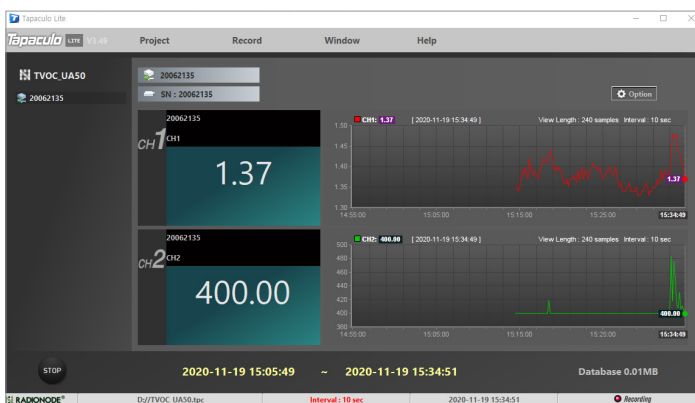 Tapaculo Lite
Tapaculo LITE V3.49
Project Record Window Help
TVOC_UA50
20062135
20062135
SN : 20062135
Option
CH1
20062135
CH1
1.37
CH1: 1.37 [ 2020-11-19 15:34:49 ] View Length : 240 samples Interval : 10 sec
1.50
1.45
1.40
1.37
1.35
1.30
14:55:00 15:05:00 15:15:00 15:25:00 15:34:49
CH2
20062135
CH2
400.00
CH2: 400.00 [ 2020-11-19 15:34:49 ] View Length : 240 samples Interval : 10 sec
500
480
460
440
420
400
400.00
380
14:55:00 15:05:00 15:15:00 15:25:00 15:34:49
STOP
2020-11-19 15:05:49 ~ 2020-11-19 15:34:51
Database 0.01MB
RADIONODE® D://TVOC_UA50.tpc Interval : 10 sec 2020-11-19 15:34:51 Recording